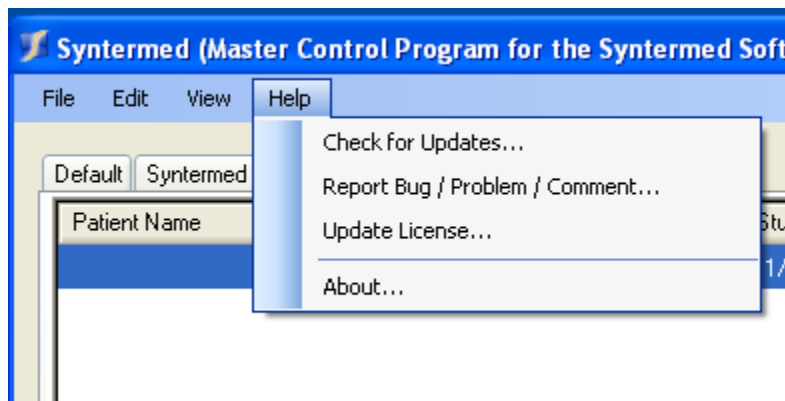 Syntermed (Master Control Program for the Syntermed
File Edit View Help
Check for Updates...
Default Syntermed
Report Bug / Problem / Comment...
Patient Name
Update License...
About...